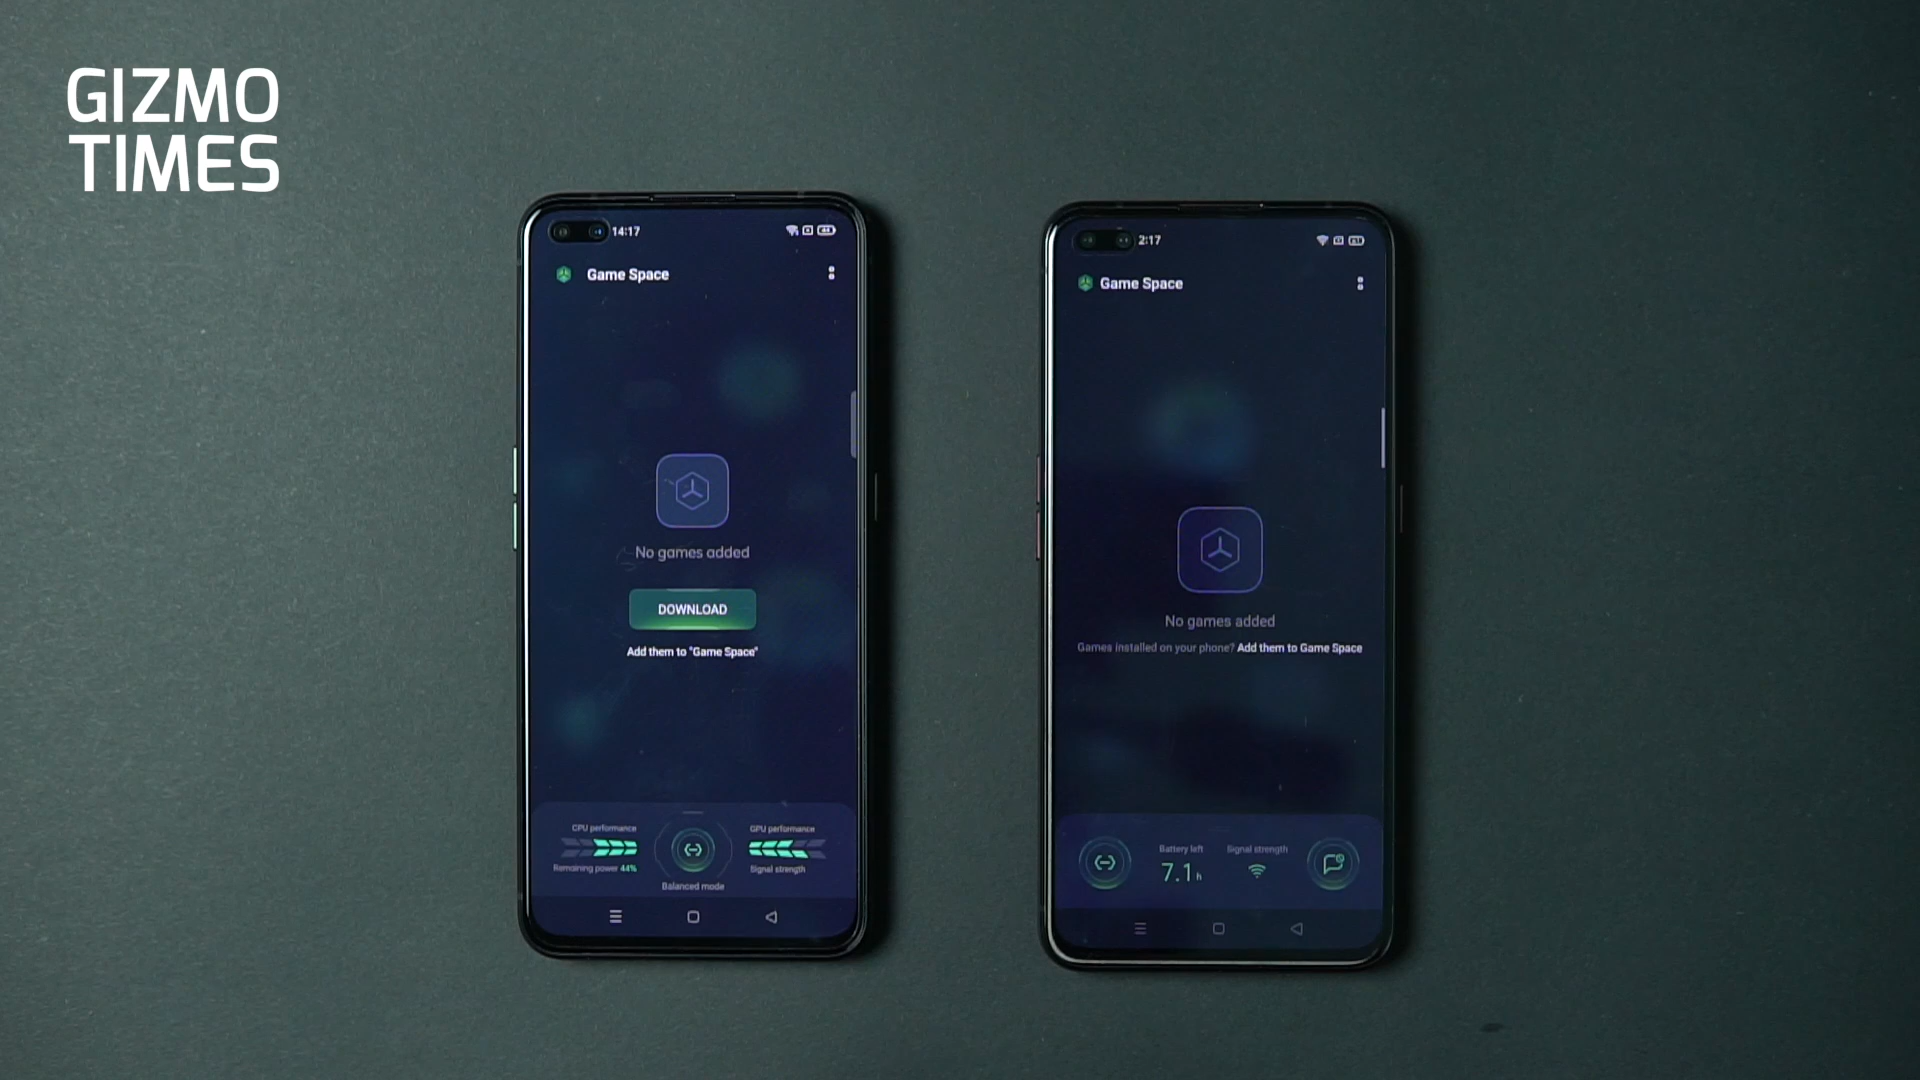 GIZMO
TIMES
14:17
Game Space
No games added
DOWNLOAD
Add them to "Game Space"
CPU performance
GPU performance
Remaining power 44%
Signal strength
Balanced mode
2:17
Game Space
No games added
Games installed on your phone? Add them to Game Space
Battery left
Signal strength
7.1 h